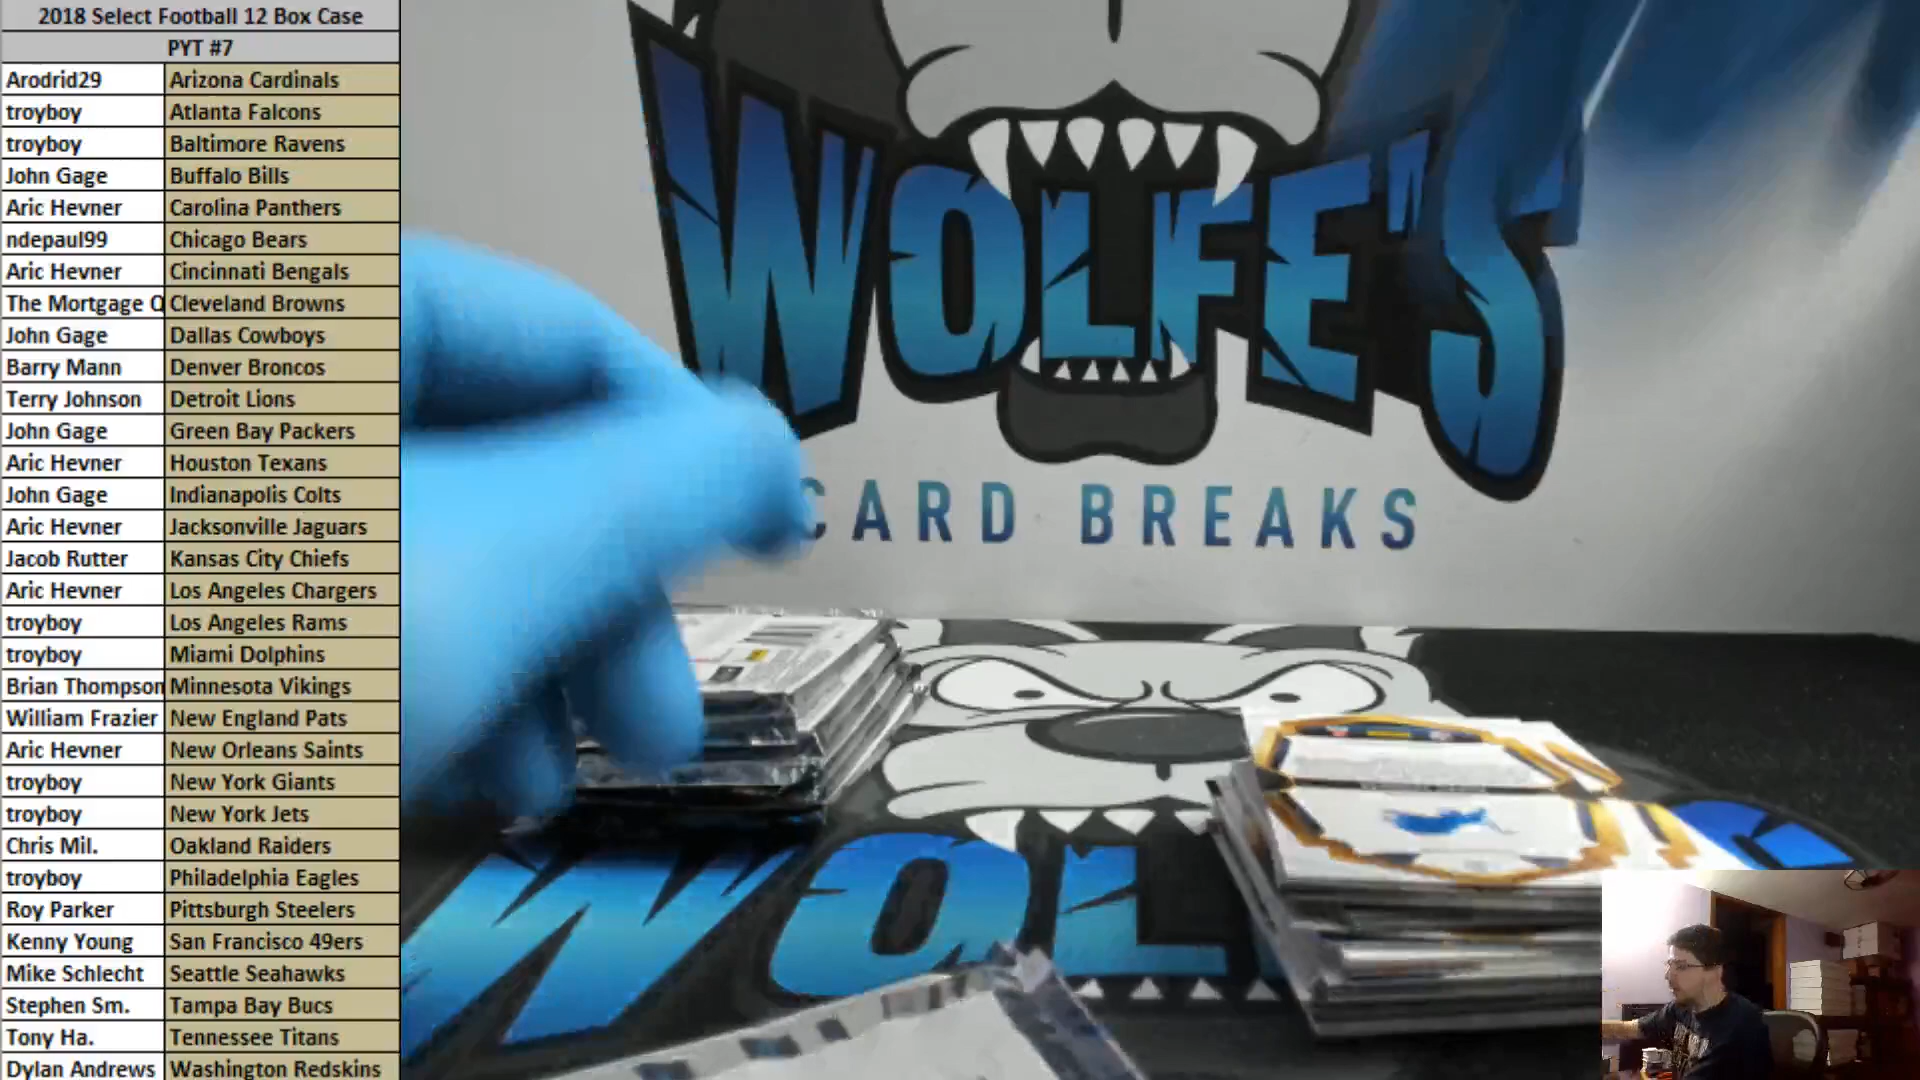 2018 Select Football 12 Box Case
PYT #7
Arodrid29 Arizona Cardinals
troyboy Atlanta Falcons
troyboy Baltimore Ravens
John Gage Buffalo Bills
Aric Hevner Carolina Panthers
ndepaul99 Chicago Bears
Aric Hevner Cincinnati Bengals
The Mortgage Cleveland Browns
John Gage Dallas Cowboys
Barry Mann Denver Broncos
Terry Johnson Detroit Lions
John Gage Green Bay Packers
Aric Hevner Houston Texans
John Gage Indianapolis Colts
Aric Hevner Jacksonville Jaguars
Jacob Rutter Kansas City Chiefs
Aric Hevner Los Angeles Chargers
troyboy Los Angeles Rams
troyboy Miami Dolphins
Brian Thompson Minnesota Vikings
William Frazier New England Pats
Aric Hevner New Orleans Saints
troyboy New York Giants
troyboy New York Jets
Chris Mil. Oakland Raiders
troyboy Philadelphia Eagles
Roy Parker Pittsburgh Steelers
Kenny Young San Francisco 49ers
Mike Schlecht Seattle Seahawks
Stephen Sm. Tampa Bay Bucs
Tony Ha. Tennessee Titans
Dylan Andrews Washington Redskins
WOLFE'S
CARD BREAKS
WOL